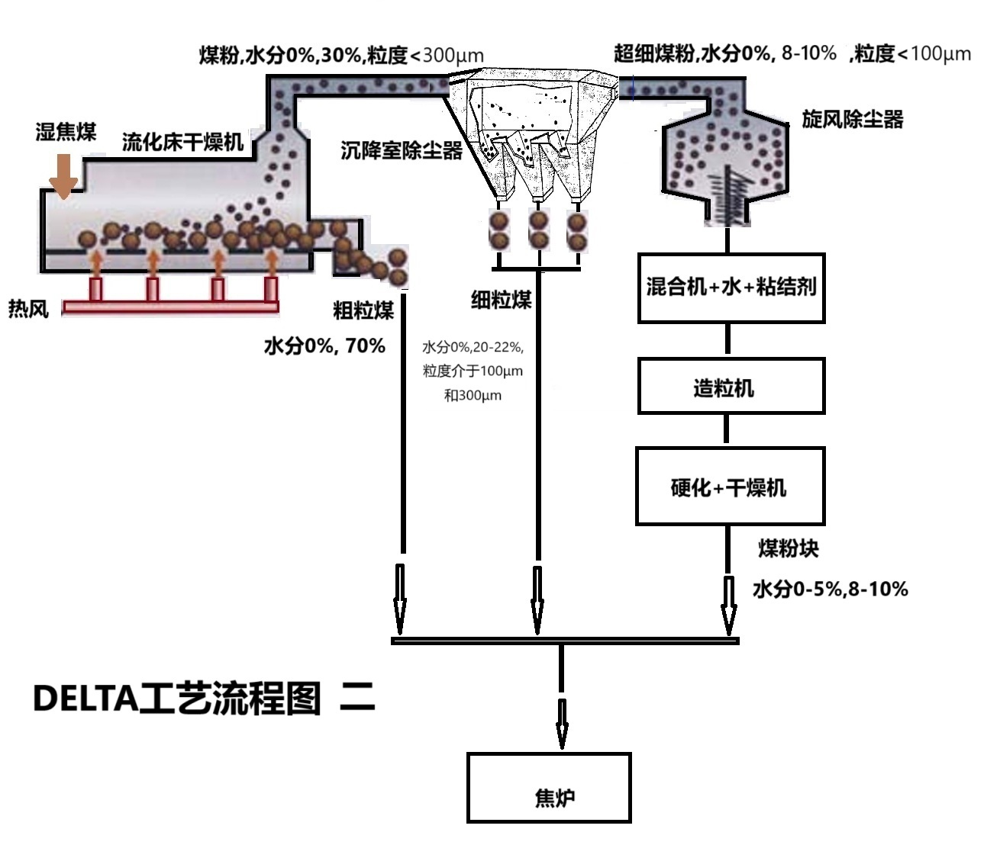 煤粉,水分0%,30%,粒度<300μm
超细煤粉,水分0%, 8-10% ,粒度<100μm
湿焦煤
流化床干燥机
沉降室除尘器
旋风除尘器
热风
粗粒煤
水分0%, 70%
细粒煤
水分0%,20-22%,
粒度介于100μm
和300μm
混合机+水+粘结剂
造粒机
硬化+干燥机
煤粉块
水分0-5%,8-10%
DELTA工艺流程图 二
焦炉